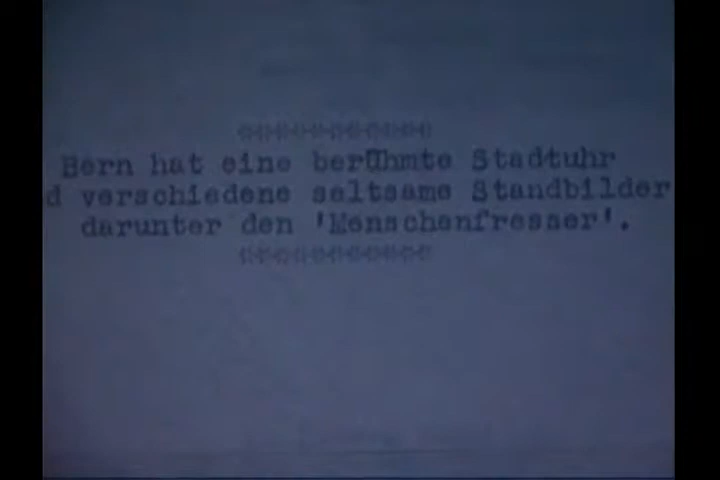 Bern hat eine berühmte Stadtuhr
d verschiedene seltsame Standbilder
darunter den 'Menschenfresser'.